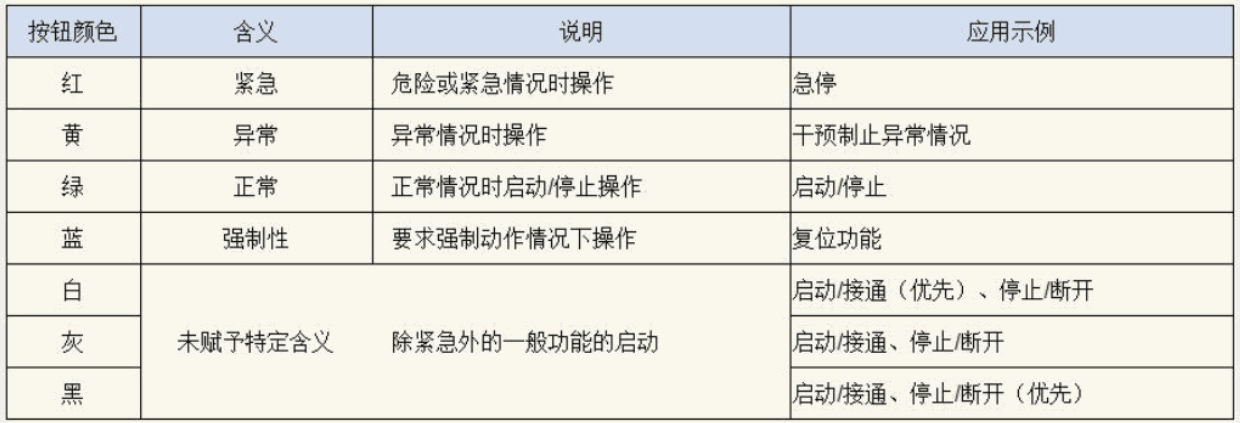 按钮颜色 含义 说明 应用示例
红 紧急 危险或紧急情况时操作 急停
黄 异常 异常情况时操作 干预制止异常情况
绿 正常 正常情况时启动/停止操作 启动/停止
蓝 强制性 要求强制动作情况下操作 复位功能
白 启动/接通（优先）、停止/断开
灰 未赋予特定含义 除紧急外的一般功能的启动 启动/接通、停止/断开
黑 启动/接通、停止/断开（优先）